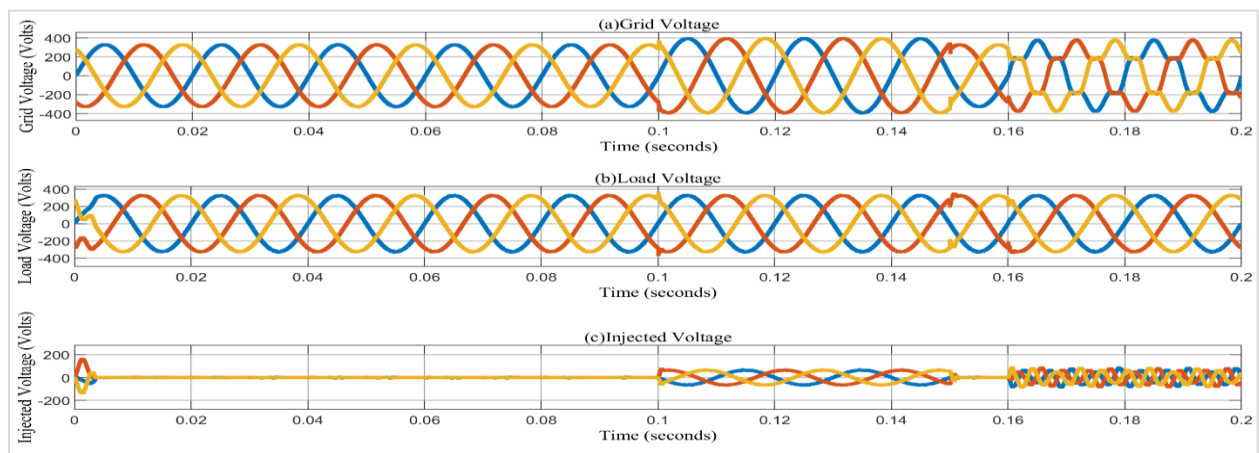 (a)Grid Voltage
Grid Voltage (Volts)
400
200
0
-200
-400
0 0.02 0.04 0.06 0.08 0.1 0.12 0.14 0.16 0.18 0.2
Time (seconds)
(b)Load Voltage
Load Voltage (Volts)
400
200
0
-200
-400
0 0.02 0.04 0.06 0.08 0.1 0.12 0.14 0.16 0.18 0.2
Time (seconds)
(c)Injected Voltage
Injected Voltage (Volts)
200
0
-200
0 0.02 0.04 0.06 0.08 0.1 0.12 0.14 0.16 0.18 0.2
Time (seconds)